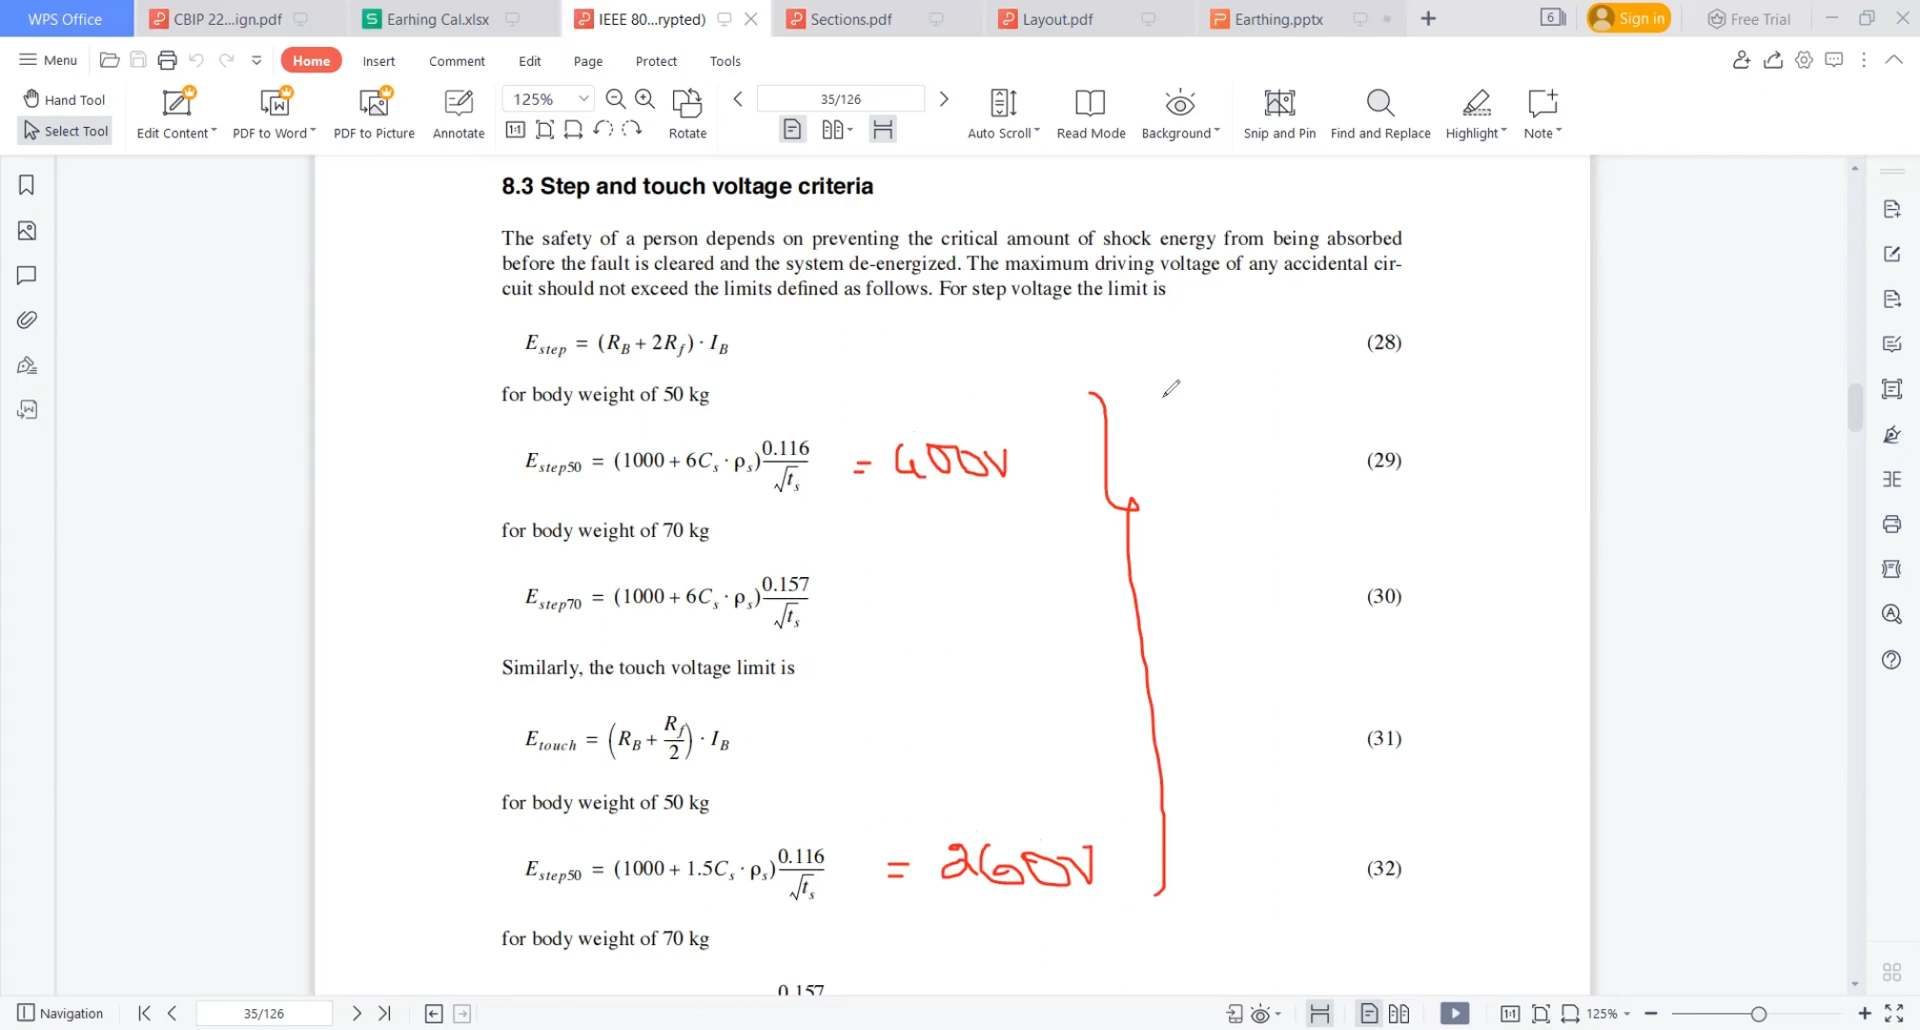 WPS Office CBIP 22...ign.pdf Earhing Cal.xlsx IEEE 80...rypted) Sections.pdf Layout.pdf Earthing.pptx 6 Sign in Free Trial
Menu Home Insert Comment Edit Page Protect Tools
Hand Tool
Select Tool
Edit Content PDF to Word PDF to Picture Annotate
125%
Rotate
35/126
Auto Scroll Read Mode Background Snip and Pin Find and Replace Highlight Note
8.3 Step and touch voltage criteria
The safety of a person depends on preventing the critical amount of shock energy from being absorbed
before the fault is cleared and the system de-energized. The maximum driving voltage of any accidental cir-
cuit should not exceed the limits defined as follows. For step voltage the limit is
E_step = (R_B + 2R_f) · I_B (28)
for body weight of 50 kg
E_step50 = (1000 + 6C_s · ρ_s) 0.116/√t_s = 400V (29)
for body weight of 70 kg
E_step70 = (1000 + 6C_s · ρ_s) 0.157/√t_s (30)
Similarly, the touch voltage limit is
E_touch = (R_B + R_f/2) · I_B (31)
for body weight of 50 kg
E_step50 = (1000 + 1.5C_s · ρ_s) 0.116/√t_s = 2600V (32)
for body weight of 70 kg
0.157
Navigation 35/126 125%